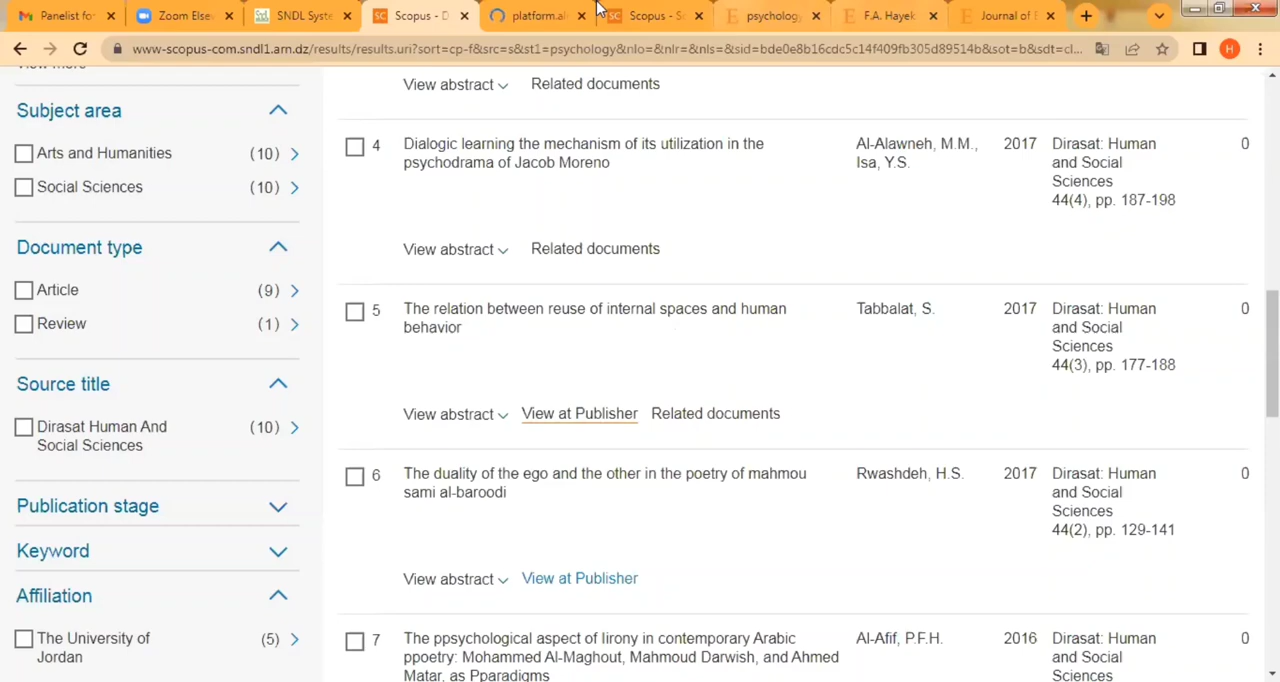 Panelist for
Zoom Elsev
SNDL Syste
Scopus - D
platform.al
Scopus - S
psychology
F.A. Hayek
Journal of E
www-scopus-com.sndl1.arn.dz/results/results.uri?sort=cp-f&src=s&st1=psychology&nlo=&nlr=&nls=&sid=bde0e8b16cdc5c14f409fb305d89514b&sot=b&sdt=cl...
H
View more
View abstract Related documents
Subject area
Arts and Humanities (10)
Social Sciences (10)
Document type
Article (9)
Review (1)
Source title
Dirasat Human And (10)
Social Sciences
Publication stage
Keyword
Affiliation
The University of (5)
Jordan
4 Dialogic learning the mechanism of its utilization in the Al-Alawneh, M.M., 2017 Dirasat: Human 0
psychodrama of Jacob Moreno Isa, Y.S. and Social
Sciences
44(4), pp. 187-198
View abstract Related documents
5 The relation between reuse of internal spaces and human Tabbalat, S. 2017 Dirasat: Human 0
behavior and Social
Sciences
44(3), pp. 177-188
View abstract View at Publisher Related documents
6 The duality of the ego and the other in the poetry of mahmou Rwashdeh, H.S. 2017 Dirasat: Human 0
sami al-baroodi and Social
Sciences
44(2), pp. 129-141
View abstract View at Publisher
7 The ppsychological aspect of Iirony in contemporary Arabic Al-Afif, P.F.H. 2016 Dirasat: Human 0
ppoetry: Mohammed Al-Maghout, Mahmoud Darwish, and Ahmed and Social
Matar, as Pparadigms Sciences